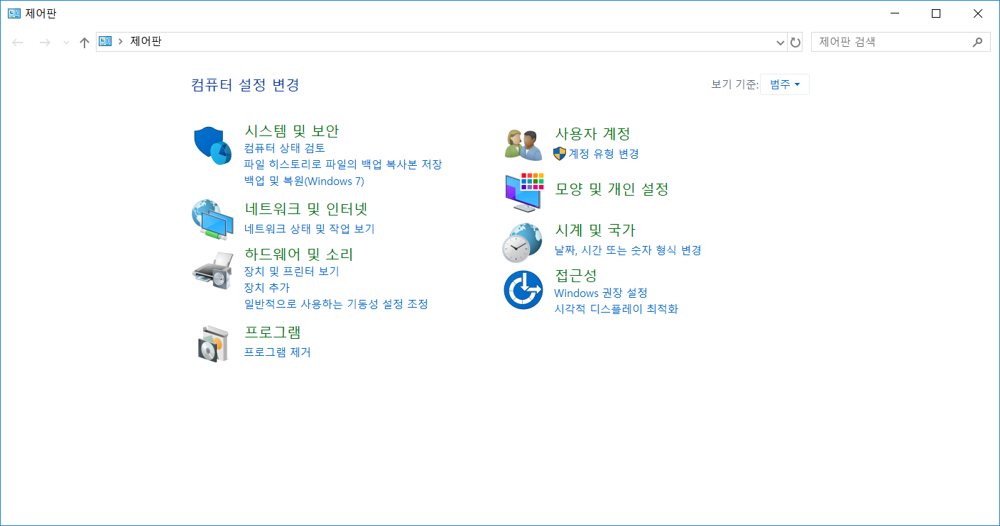 제어판
제어판
제어판 검색
컴퓨터 설정 변경
보기 기준: 범주
시스템 및 보안
컴퓨터 상태 검토
파일 히스토리로 파일의 백업 복사본 저장
백업 및 복원(Windows 7)
네트워크 및 인터넷
네트워크 상태 및 작업 보기
하드웨어 및 소리
장치 및 프린터 보기
장치 추가
일반적으로 사용하는 기동성 설정 조정
프로그램
프로그램 제거
사용자 계정
계정 유형 변경
모양 및 개인 설정
시계 및 국가
날짜, 시간 또는 숫자 형식 변경
접근성
Windows 권장 설정
시각적 디스플레이 최적화